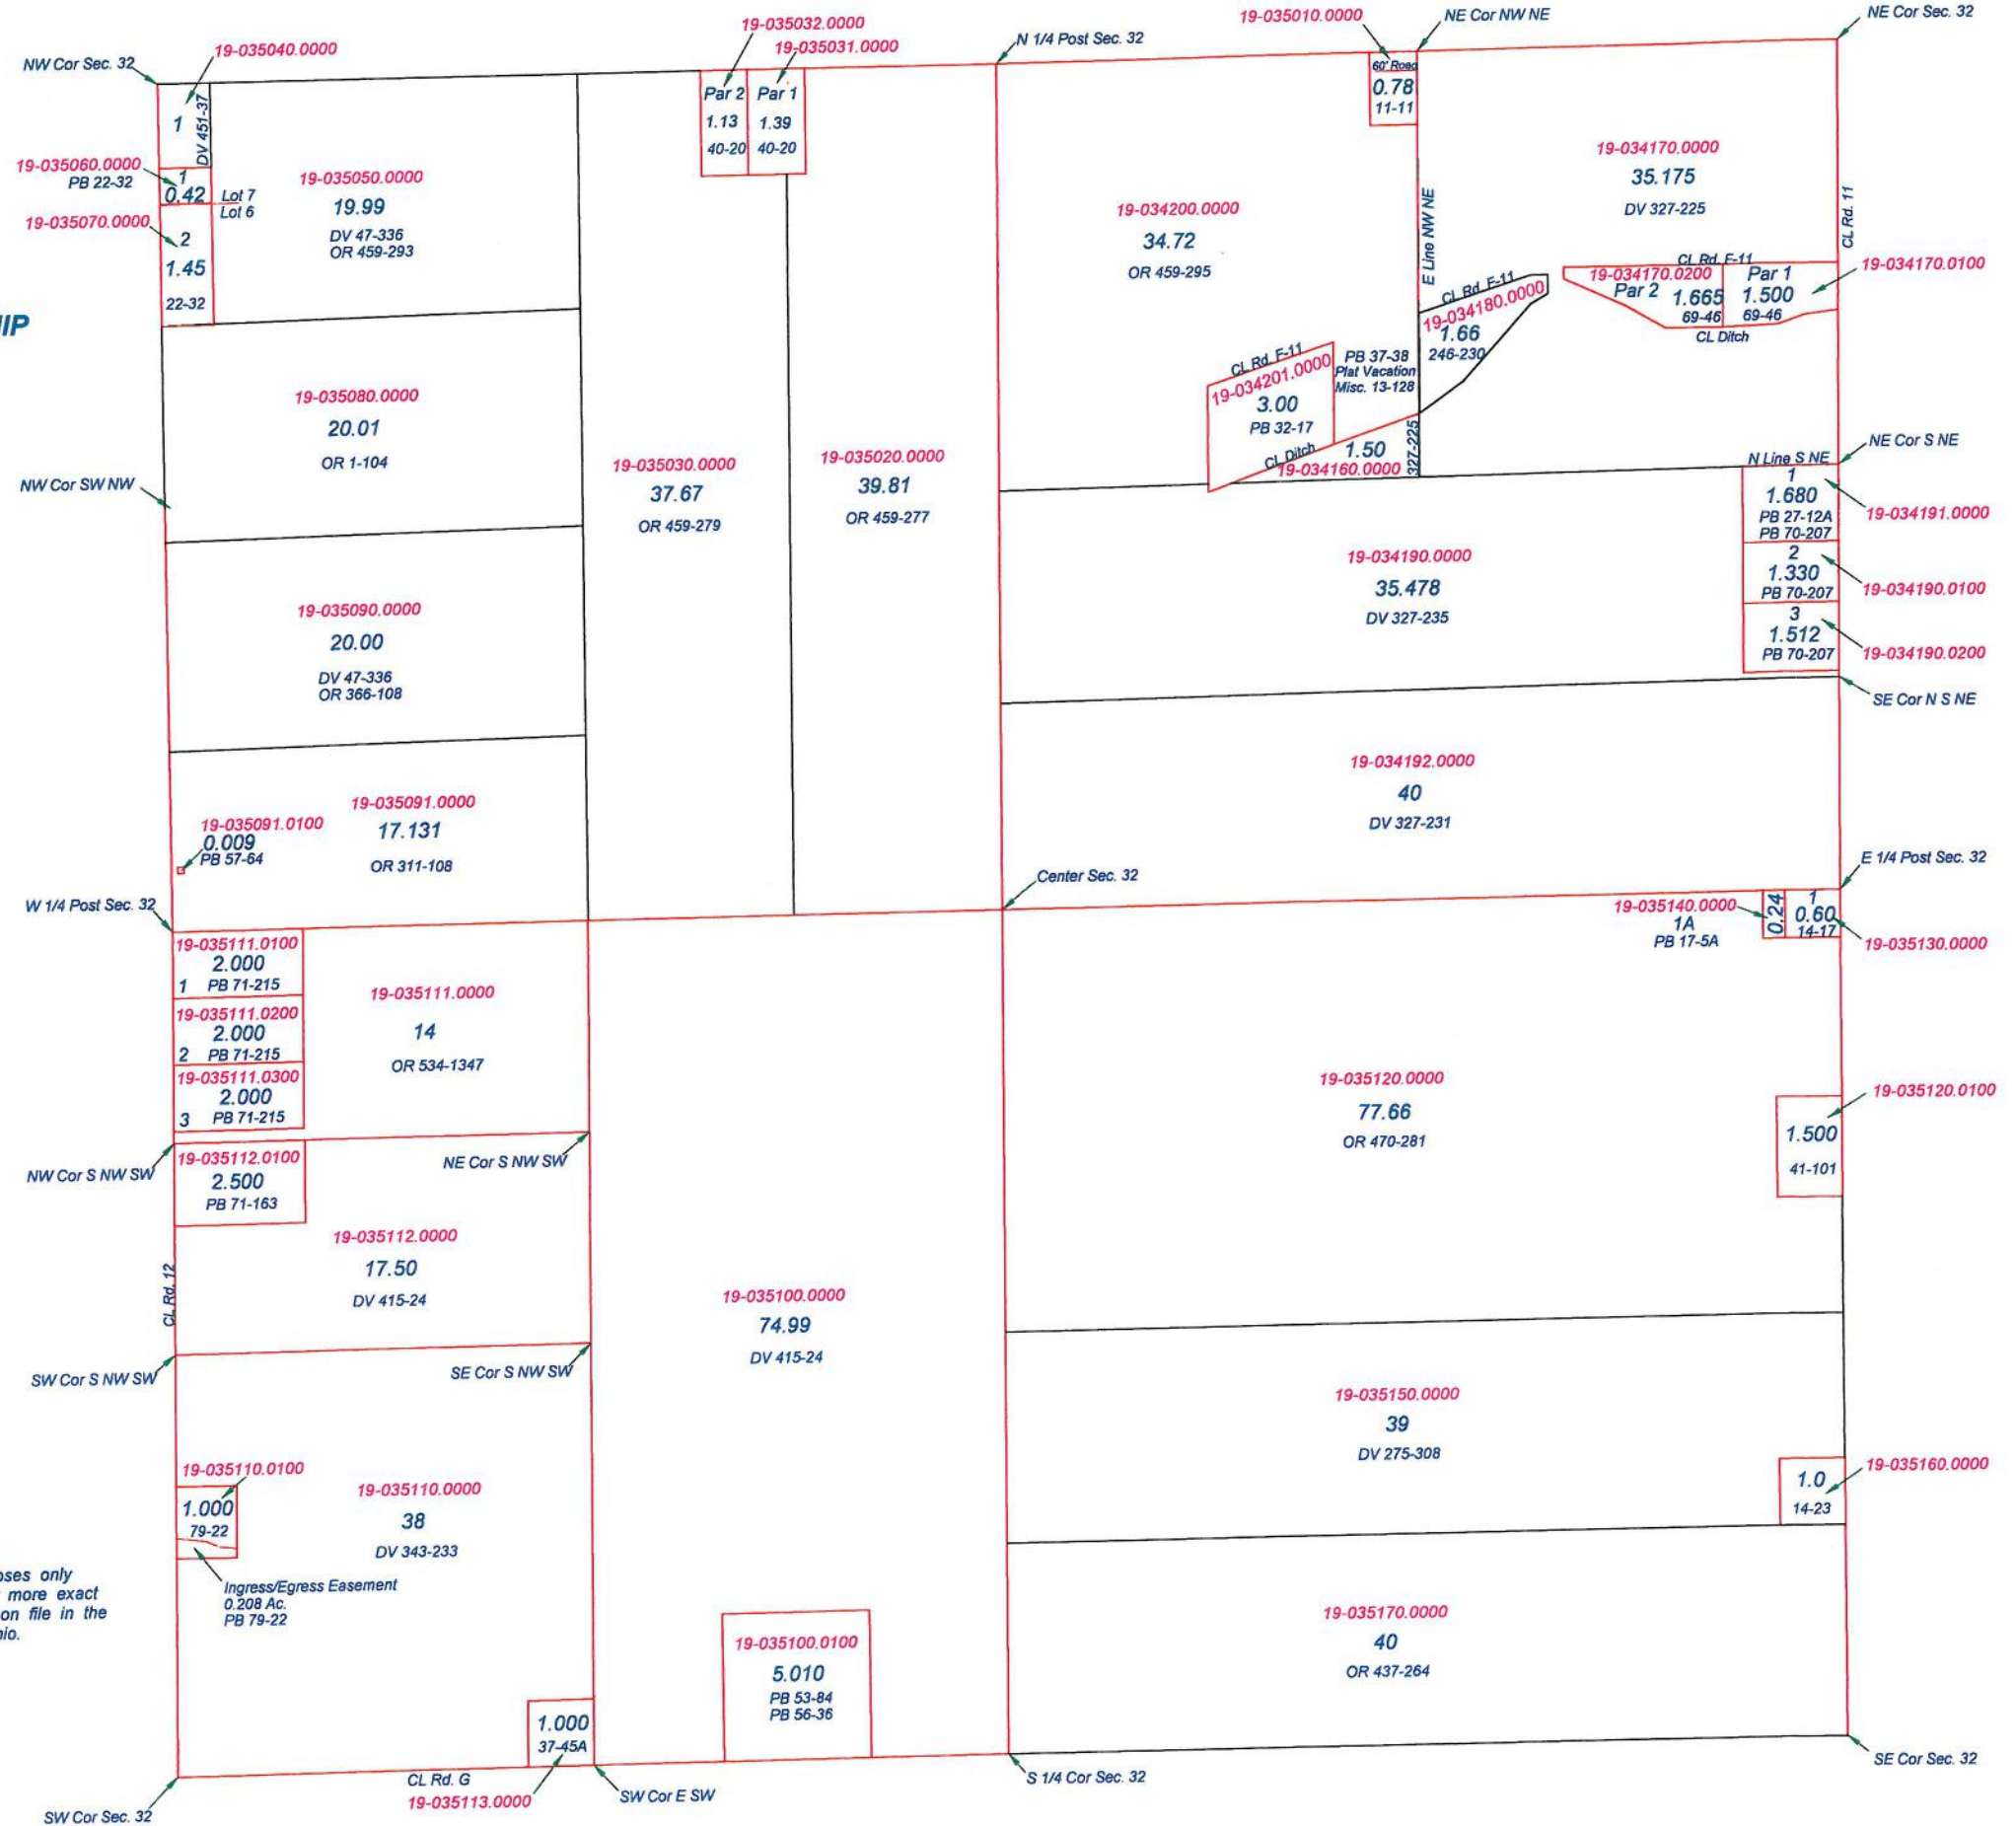 19-035032.0000
19-035010.0000
NE Cor NW NE
NE Cor Sec. 32
19-035040.0000
19-035031.0000
N 1/4 Post Sec. 32
NW Cor Sec. 32
1
DV 451-37
Par 2
1.13
40-20
Par 1
1.39
40-20
60' Road
0.78
11-11
19-035060.0000
PB 22-32
1
0.42
Lot 7
Lot 6
19-035070.0000
2
1.45
22-32
19-035050.0000
19.99
DV 47-336
OR 459-293
19-034200.0000
34.72
OR 459-295
E Line NW NE
19-034170.0000
35.175
DV 327-225
CL Rd. 11
CL Rd. F-11
19-034170.0200
Par 2
1.665
69-46
Par 1
1.500
69-46
19-034170.0100
CL Ditch
CL Rd. F-11
19-034180.0000
1.66
246-230
CL Rd. F-11
19-034201.0000
3.00
PB 32-17
PB 37-38
Plat Vacation
Misc. 13-128
CL Ditch
1.50
19-034160.0000
327-225
IIP
19-035080.0000
20.01
OR 1-104
NW Cor SW NW
19-035030.0000
37.67
OR 459-279
19-035020.0000
39.81
OR 459-277
NE Cor S NE
N Line S NE
1
1.680
PB 27-12A
PB 70-207
19-034191.0000
2
1.330
PB 70-207
19-034190.0100
3
1.512
PB 70-207
19-034190.0200
19-034190.0000
35.478
DV 327-235
SE Cor N S NE
19-035090.0000
20.00
DV 47-336
OR 366-108
19-034192.0000
40
DV 327-231
19-035091.0000
17.131
OR 311-108
19-035091.0100
0.009
PB 57-64
W 1/4 Post Sec. 32
Center Sec. 32
E 1/4 Post Sec. 32
19-035140.0000
1A
PB 17-5A
0.24
1
0.60
14-17
19-035130.0000
19-035111.0100
2.000
1 PB 71-215
19-035111.0200
2.000
2 PB 71-215
19-035111.0300
2.000
3 PB 71-215
19-035111.0000
14
OR 534-1347
19-035120.0000
77.66
OR 470-281
19-035120.0100
1.500
41-101
NW Cor S NW SW
NE Cor S NW SW
19-035112.0100
2.500
PB 71-163
19-035112.0000
17.50
DV 415-24
CL Rd. 12
19-035100.0000
74.99
DV 415-24
SW Cor S NW SW
SE Cor S NW SW
19-035150.0000
39
DV 275-308
19-035160.0000
1.0
14-23
19-035110.0100
1.000
79-22
19-035110.0000
38
DV 343-233
Ingress/Egress Easement
0.208 Ac.
PB 79-22
oses only
more exact
on file in the
nio.
19-035100.0100
5.010
PB 53-84
PB 56-36
19-035170.0000
40
OR 437-264
1.000
37-45A
CL Rd. G
19-035113.0000
SW Cor E SW
S 1/4 Cor Sec. 32
SE Cor Sec. 32
SW Cor Sec. 32